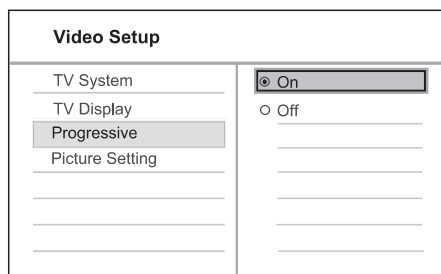 Video Setup
TV System
TV Display
Progressive
Picture Setting
On
Off